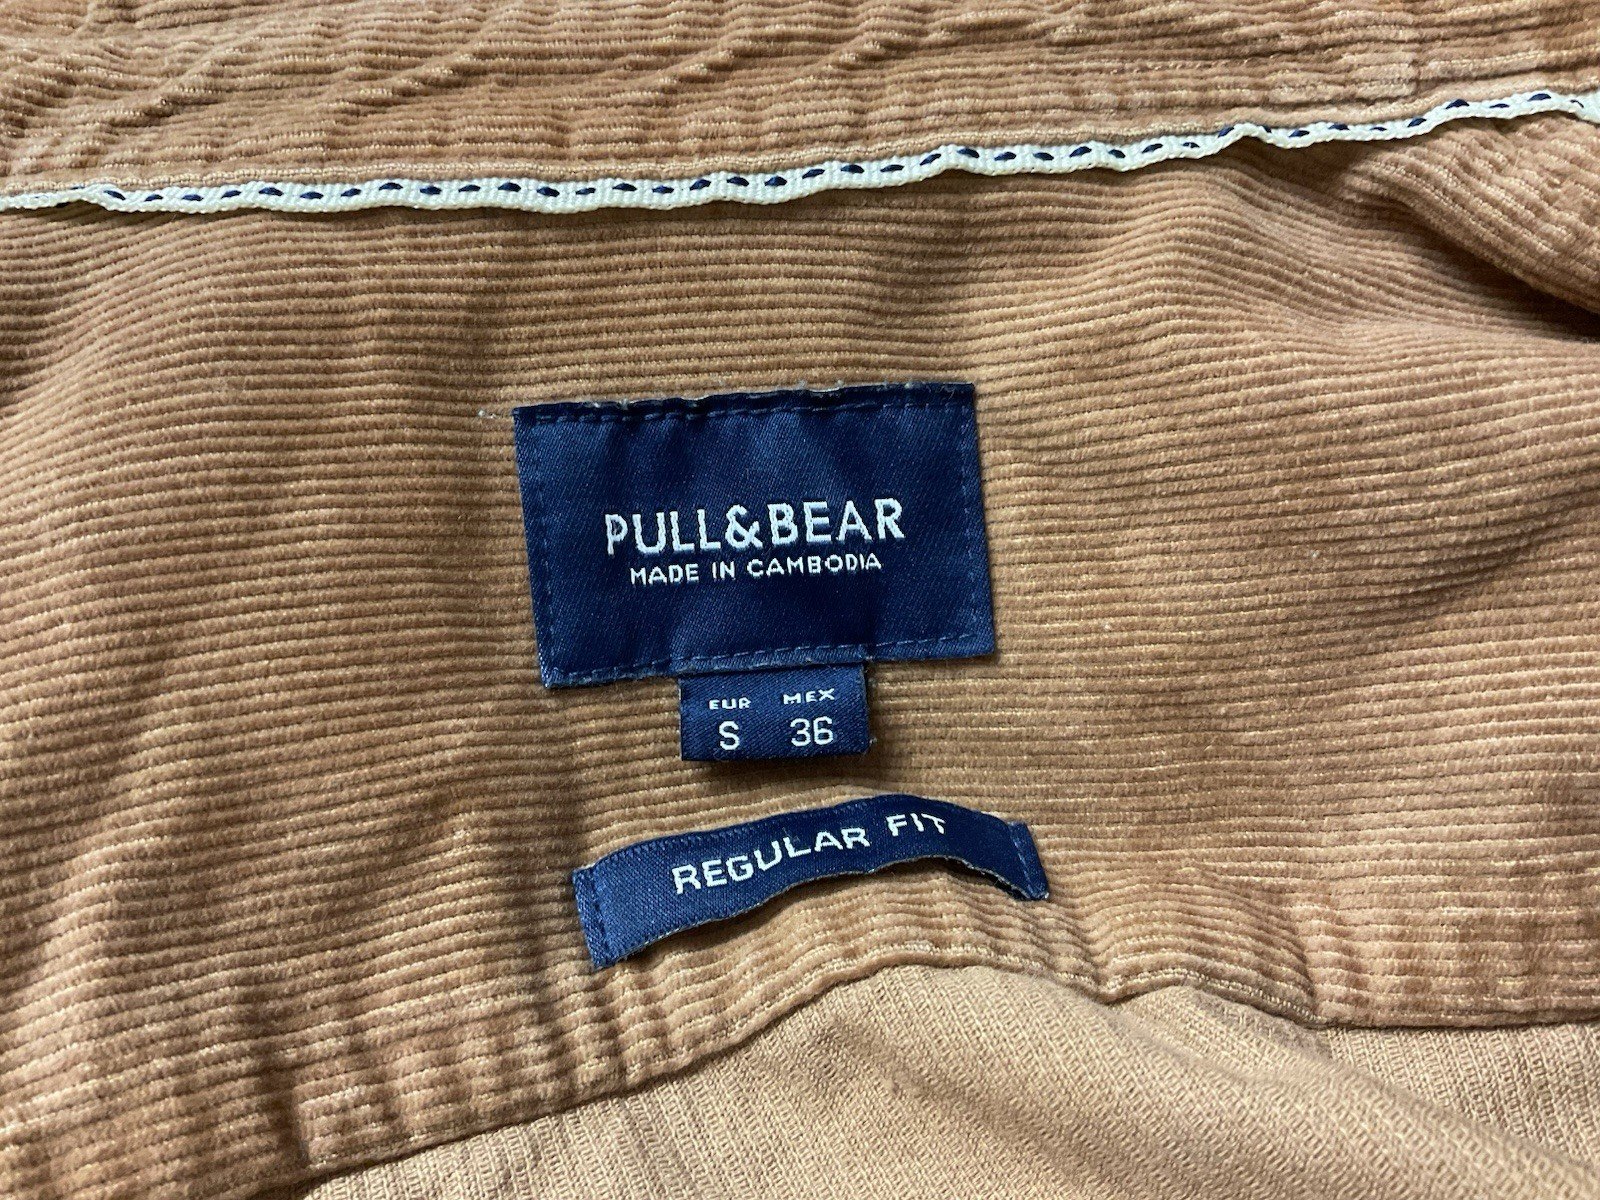 PULL&BEAR
MADE IN CAMBODIA
EUR MEX
S 36
REGULAR FIT